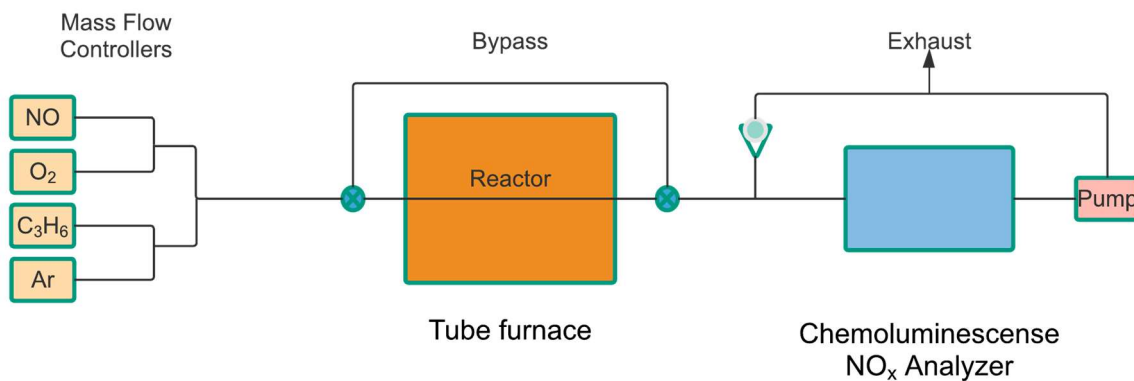 Mass Flow
Controllers
Bypass
Exhaust
NO
O₂
C₃H₆
Ar
Reactor
Pump
Tube furnace
Chemoluminescense
NOₓ Analyzer